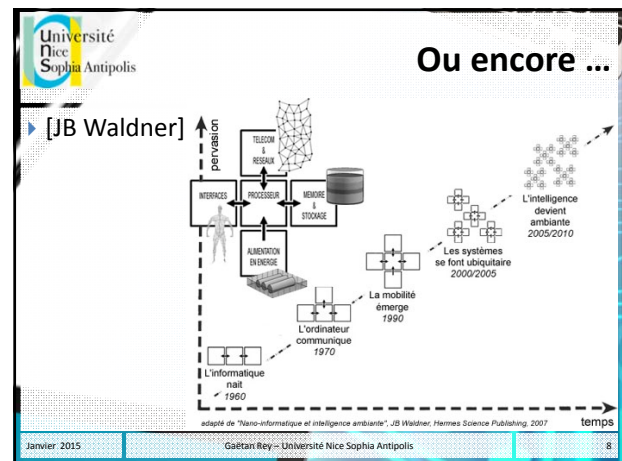 Université
Nice
Sophia Antipolis
Ou encore ...
[JB Waldner]
pervasion
TELECOM
&
RESEAUX
INTERFACES
PROCESSEUR
MEMOIRE
&
STOCKAGE
ALIMENTATION
EN ENERGIE
L'informatique
nait
1960
L'ordinateur
communique
1970
La mobilité
émerge
1990
Les systèmes
se font ubiquitaire
2000/2005
L'intelligence
devient
ambiante
2005/2010
temps
adapté de "Nano-informatique et intelligence ambiante", JB Waldner, Hermes Science Publishing, 2007
Janvier 2015
Gaëtan Rey – Université Nice Sophia Antipolis
8